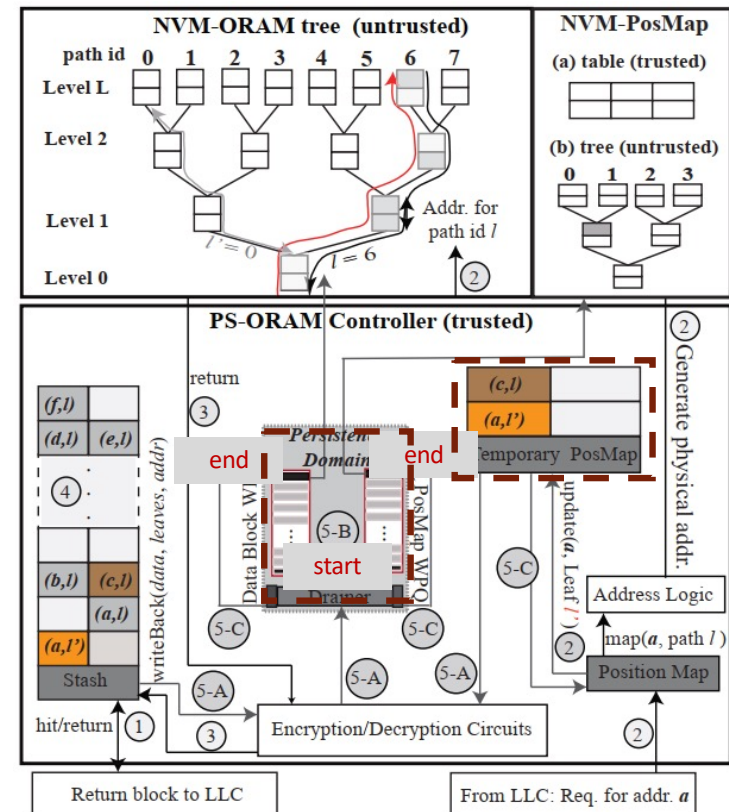 NVM-ORAM tree (untrusted)
path id 0 1 2 3 4 5 6 7
Level L
Level 2
Level 1
Level 0
l'= 0
l = 6
Addr. for
path id l
2
NVM-PosMap
(a) table (trusted)
(b) tree (untrusted)
0 1 2 3
PS-ORAM Controller (trusted)
return
3
(f,l)
(d,l) (e,l)
4
(b,l) (c,l)
(a,l)
(a,l')
Stash
writeBack(data, leaves, addr)
hit/return
1
end
end
Domain
Data Block
PosMap WPQ
5-B
start
Drainer
5-C
5-C
5-A
5-A
5-A
3
Encryption/Decryption Circuits
(c,l)
(a,l')
PosMap
update(a, Leaf l')
5-C
2
2
Generate physical addr.
Address Logic
map(a, path l )
Position Map
2
Return block to LLC
From LLC: Req. for addr. a